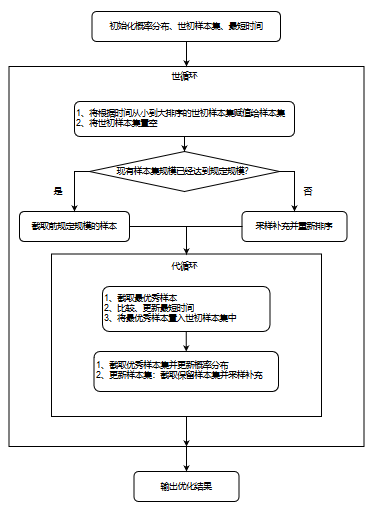 初始化概率分布、世初样本集、最短时间
世循环
1、将根据时间从小到大排序的世初样本集赋值给样本集
2、将世初样本集置空
现有样本集规模已经达到规定规模?
是
否
截取前规定规模的样本
采样补充并重新排序
代循环
1、截取最优秀样本
2、比较、更新最短时间
3、将最优秀样本置入世初样本集中
1、截取优秀样本集并更新概率分布
2、更新样本集：截取保留样本集并采样补充
输出优化结果